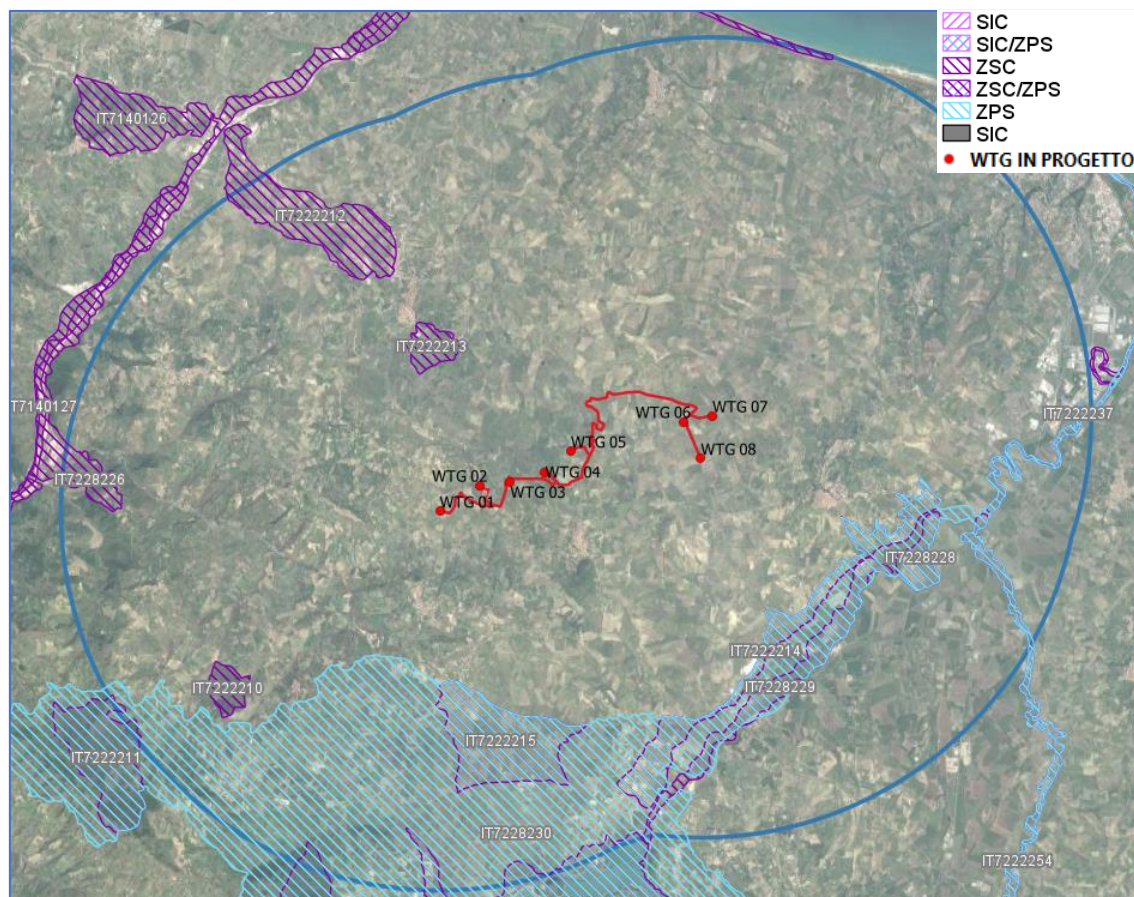 SIC
SIC/ZPS
ZSC
ZSC/ZPS
ZPS
SIC
WTG IN PROGETTO
IT7140126
IT7222212
IT7222213
T7140127
IT7222237
WTG 06
WTG 07
WTG 05
WTG 08
WTG 02
WTG 04
IT7228226
WTG 03
WTG 01
IT7228228
IT7222214
IT7228229
IT7222210
IT7222215
IT7222211
IT7228230
IT7222254